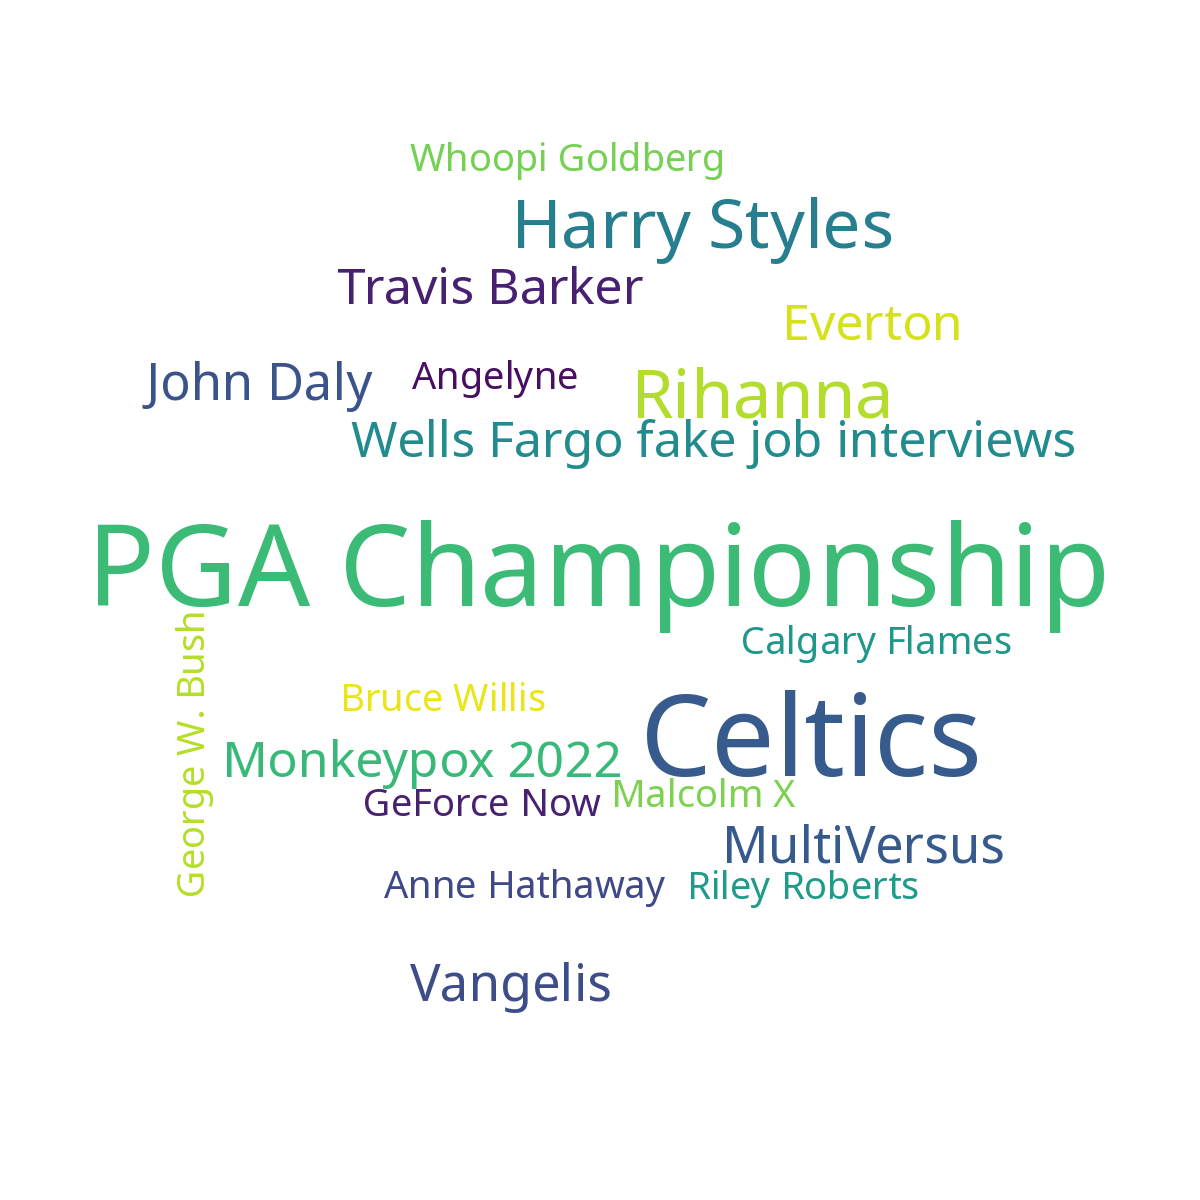 Whoopi Goldberg
Harry Styles
Travis Barker
Everton
John Daly
Angelyne
Rihanna
Wells Fargo fake job interviews
PGA Championship
George W. Bush
Calgary Flames
Bruce Willis
Celtics
Monkeypox 2022
GeForce Now
Malcolm X
MultiVersus
Anne Hathaway
Riley Roberts
Vangelis